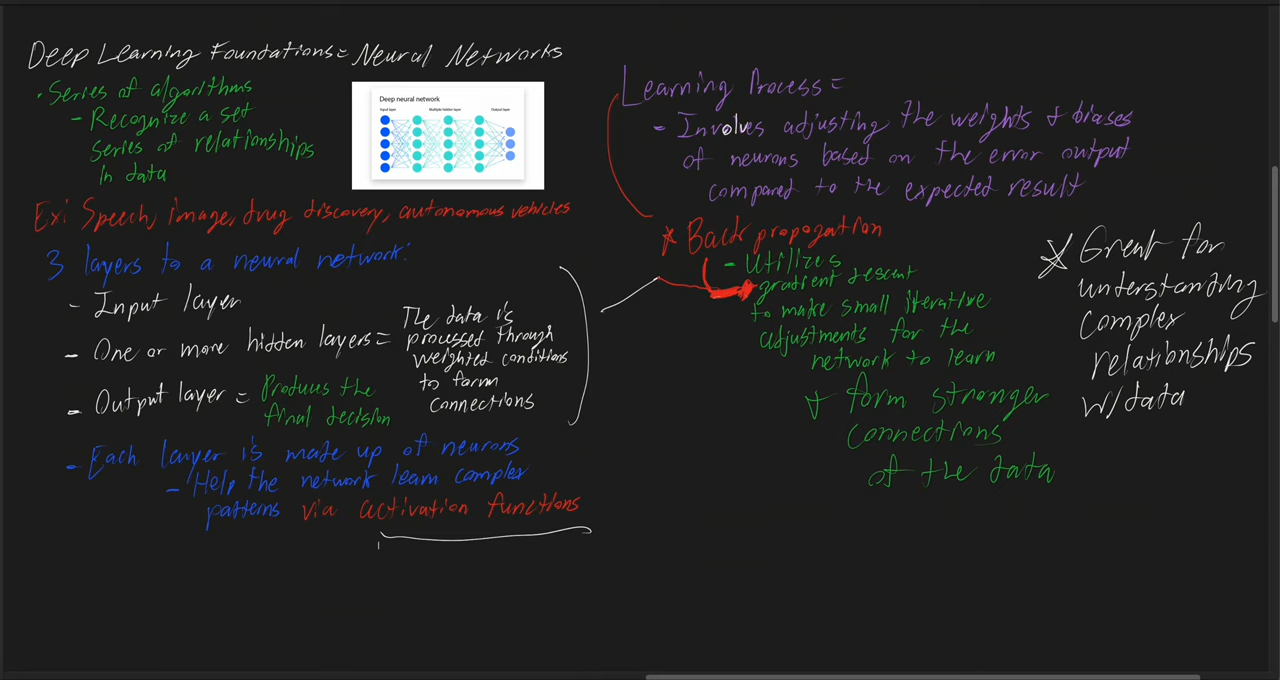 Deep Learning Foundations = Neural Networks
• Series of algorithms
- Recognize a set
series of relationships
in data
Deep neural network
Input layer Multiple hidden layer Output layer
Ex: Speech, image, drug discovery, autonomous vehicles
3 layers to a neural network:
- Input layer
- One or more hidden layers = The data is
processed through
weighted conditions
to form
connections
- Output layer = Produces the
final decision
- Each layer is made up of neurons
- Help the network learn complex
patterns via activation functions
Learning Process =
- Involves adjusting the weights & biases
of neurons based on the error output
compared to the expected result
* Back propagation
- Utilizes
gradient descent
to make small iterative
adjustments for the
network to learn
& form stronger
connections
of the data
* Great for
understanding
complex
relationships
w/data